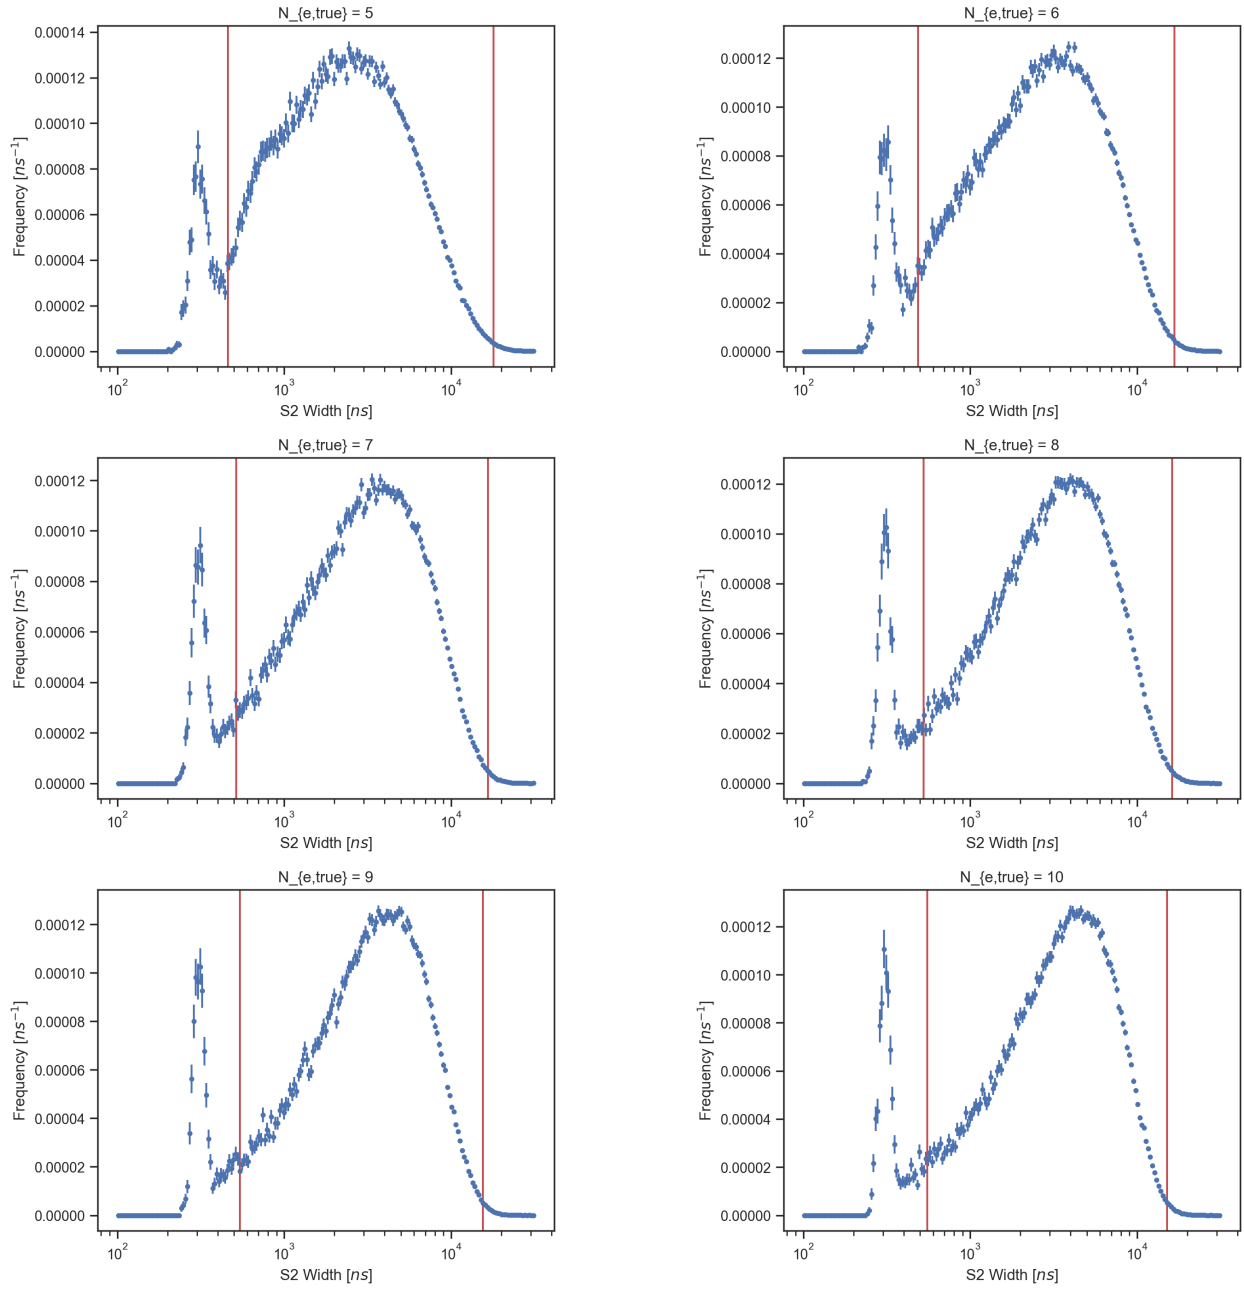 N_{e,true} = 5
0.00014
0.00012
0.00010
0.00008
0.00006
0.00004
0.00002
0.00000
Frequency [ns⁻¹]
10² 10³ 10⁴
S2 Width [ns]
N_{e,true} = 6
0.00012
0.00010
0.00008
0.00006
0.00004
0.00002
0.00000
Frequency [ns⁻¹]
10² 10³ 10⁴
S2 Width [ns]
N_{e,true} = 7
0.00012
0.00010
0.00008
0.00006
0.00004
0.00002
0.00000
Frequency [ns⁻¹]
10² 10³ 10⁴
S2 Width [ns]
N_{e,true} = 8
0.00012
0.00010
0.00008
0.00006
0.00004
0.00002
0.00000
Frequency [ns⁻¹]
10² 10³ 10⁴
S2 Width [ns]
N_{e,true} = 9
0.00012
0.00010
0.00008
0.00006
0.00004
0.00002
0.00000
Frequency [ns⁻¹]
10² 10³ 10⁴
S2 Width [ns]
N_{e,true} = 10
0.00012
0.00010
0.00008
0.00006
0.00004
0.00002
0.00000
Frequency [ns⁻¹]
10² 10³ 10⁴
S2 Width [ns]